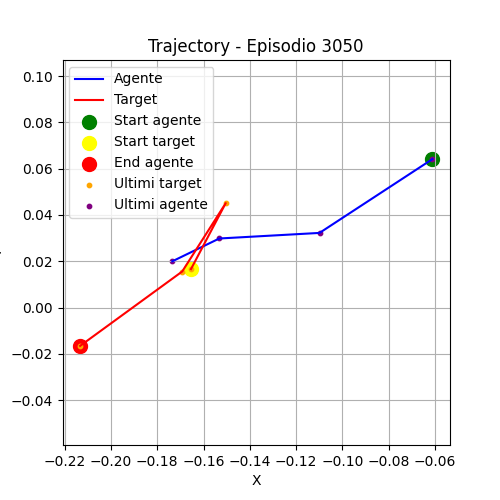 Trajectory - Episodio 3050
Agente
Target
Start agente
Start target
End agente
Ultimi target
Ultimi agente
0.10
0.08
0.06
0.04
0.02
0.00
−0.02
−0.04
−0.22 −0.20 −0.18 −0.16 −0.14 −0.12 −0.10 −0.08 −0.06
X